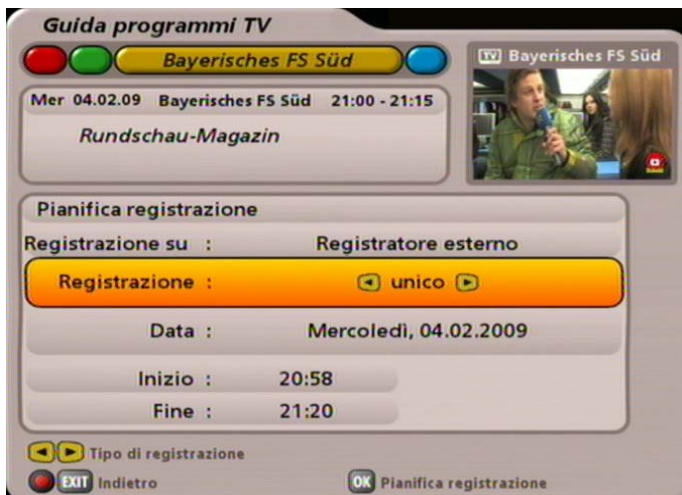 Guida programmi TV
Bayerisches FS Süd
TV Bayerisches FS Süd
Mer 04.02.09 Bayerisches FS Süd 21:00 - 21:15
Rundschau-Magazin
Pianifica registrazione
Registrazione su : Registratore esterno
Registrazione : unico
Data : Mercoledì, 04.02.2009
Inizio : 20:58
Fine : 21:20
Tipo di registrazione
EXIT Indietro
OK Pianifica registrazione